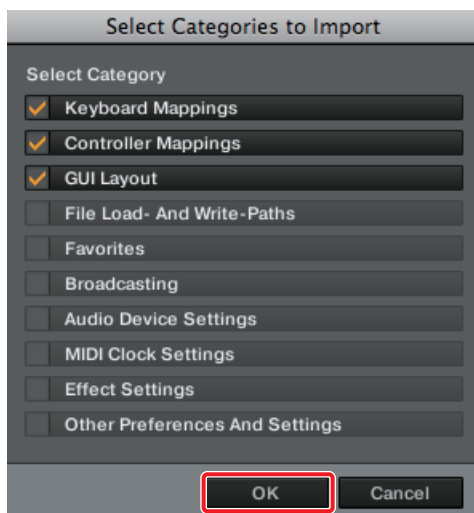 Select Categories to Import
Select Category
Keyboard Mappings
Controller Mappings
GUI Layout
File Load- And Write-Paths
Favorites
Broadcasting
Audio Device Settings
MIDI Clock Settings
Effect Settings
Other Preferences And Settings
OK Cancel